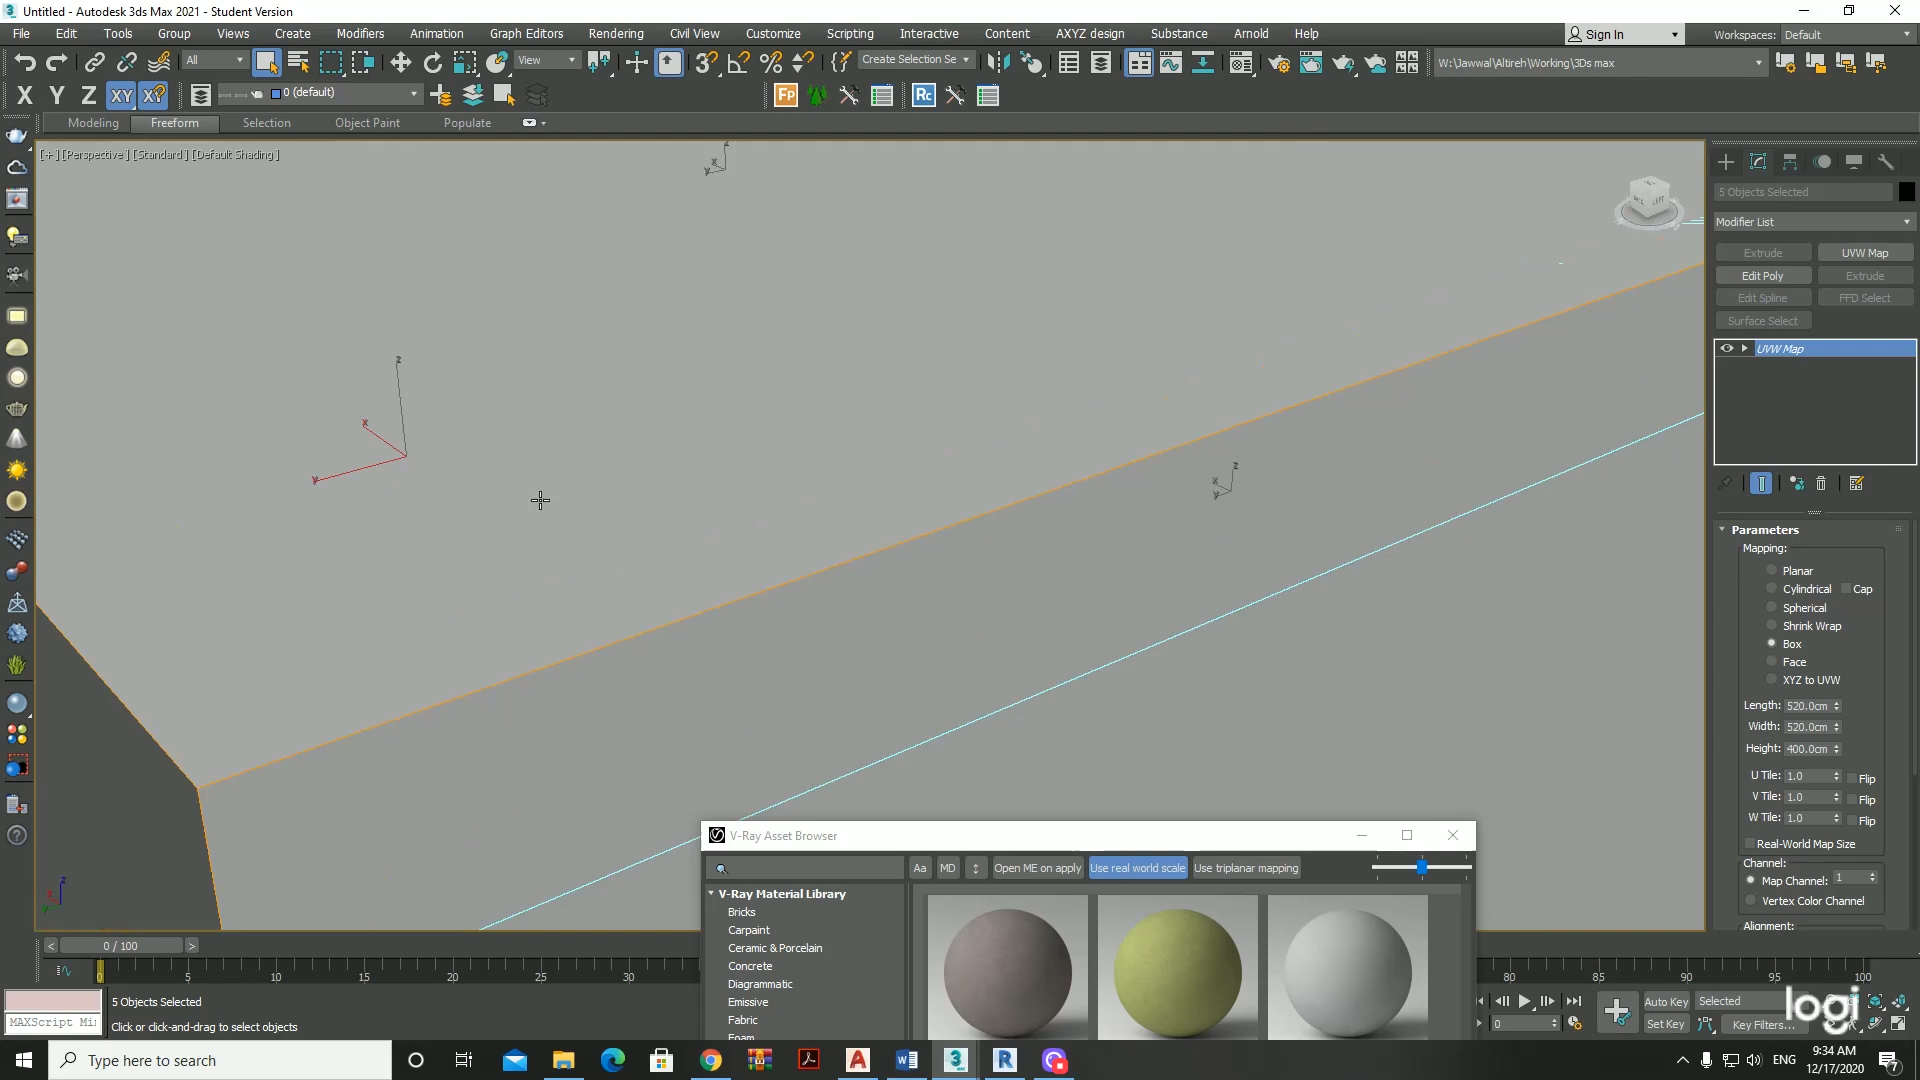 Untitled - Autodesk 3ds Max 2021 - Student Version
File Edit Tools Group Views Create Modifiers Animation Graph Editors Rendering Civil View Customize Scripting Interactive Content AXYZ design Substance Arnold Help
Sign In
Workspaces: Default
All
View
Create Selection Se
W:\Jawwal\Altireh\Working\3Ds max
X Y Z XY XY
0 (default)
Fp
Rc
Modeling Freeform Selection Object Paint Populate
[+] [Perspective] [Standard] [Default Shading]
5 Objects Selected
Modifier List
Extrude UVW Map
Edit Poly Extrude
Edit Spline FFD Select
Surface Select
UVW Map
Parameters
Mapping:
Planar
Cylindrical Cap
Spherical
Shrink Wrap
Box
Face
XYZ to UVW
Length: 520.0cm
Width: 520.0cm
Height: 400.0cm
U Tile: 1.0 Flip
V Tile: 1.0 Flip
W Tile: 1.0 Flip
Real-World Map Size
Channel:
Map Channel: 1
Vertex Color Channel
Alignment:
z
x
y
z
x
y
z
x
y
LEFT
V-Ray Asset Browser
Aa MD Open ME on apply Use real world scale Use triplanar mapping
V-Ray Material Library
Bricks
Carpaint
Ceramic & Porcelain
Concrete
Diagrammatic
Emissive
Fabric
Foam
< 0 / 100 >
0 5 10 15 20 25 30 80 85 90 95 100
5 Objects Selected
MAXScript Mi
Click or click-and-drag to select objects
0
Auto Key Selected
Set Key Key Filters...
logi
Type here to search
ENG
9:34 AM
12/17/2020
7